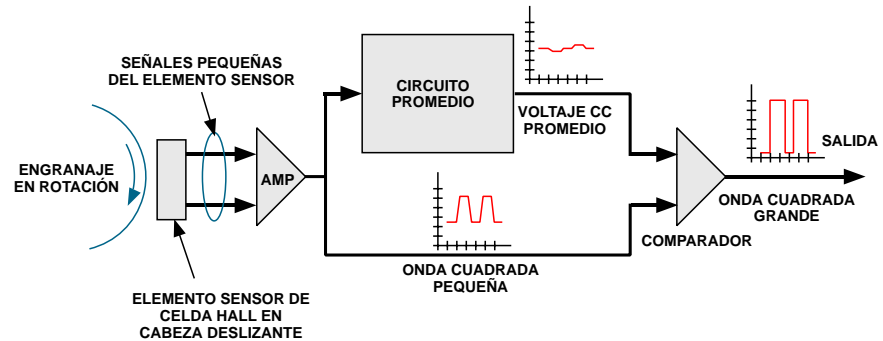 SEÑALES PEQUEÑAS
DEL ELEMENTO SENSOR
ENGRANAJE
EN ROTACIÓN
AMP
CIRCUITO
PROMEDIO
VOLTAJE CC
PROMEDIO
SALIDA
ONDA CUADRADA
GRANDE
COMPARADOR
ONDA CUADRADA
PEQUEÑA
ELEMENTO SENSOR DE
CELDA HALL EN
CABEZA DESLIZANTE